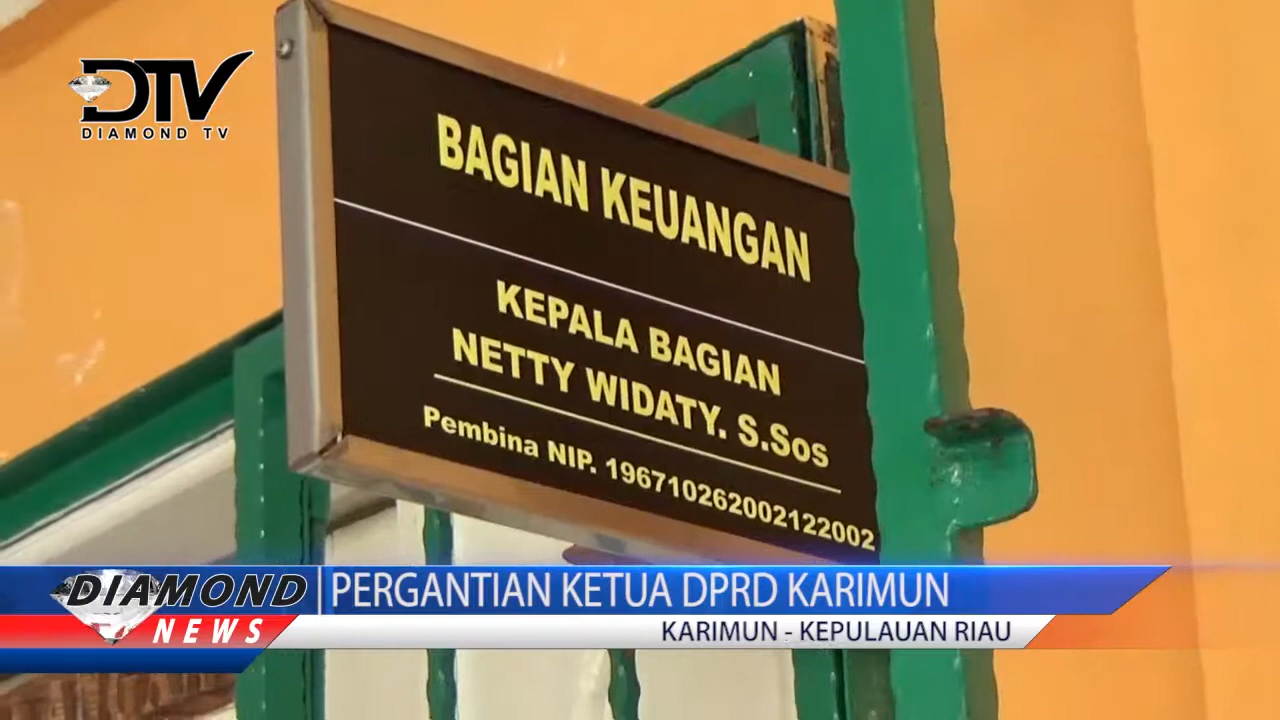 DTV
DIAMOND TV
BAGIAN KEUANGAN
KEPALA BAGIAN
NETTY WIDATY. S.Sos
Pembina NIP. 196710262002122002
DIAMOND NEWS
PERGANTIAN KETUA DPRD KARIMUN
KARIMUN - KEPULAUAN RIAU